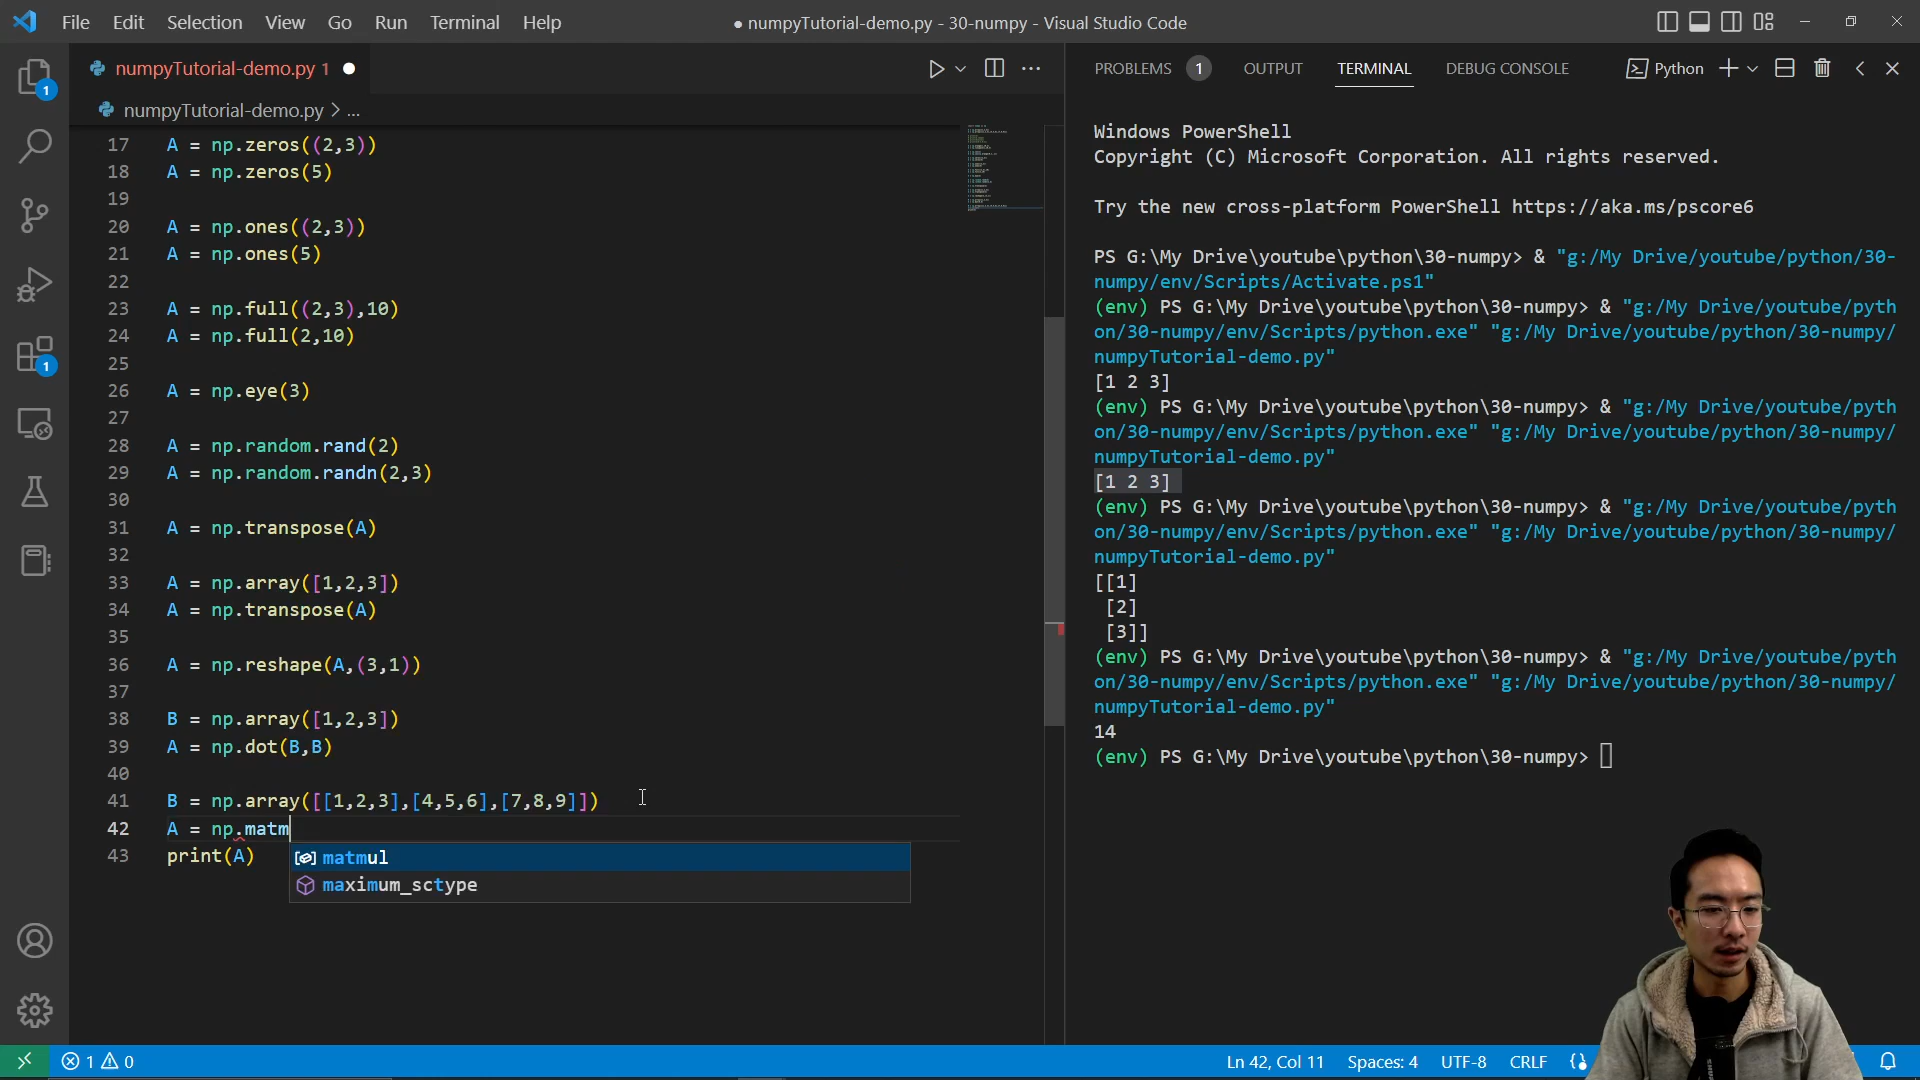 File Edit Selection View Go Run Terminal Help
● numpyTutorial-demo.py - 30-numpy - Visual Studio Code
numpyTutorial-demo.py 1
numpyTutorial-demo.py > ...
17 A = np.zeros((2,3))
18 A = np.zeros(5)
19
20 A = np.ones((2,3))
21 A = np.ones(5)
22
23 A = np.full((2,3),10)
24 A = np.full(2,10)
25
26 A = np.eye(3)
27
28 A = np.random.rand(2)
29 A = np.random.randn(2,3)
30
31 A = np.transpose(A)
32
33 A = np.array([1,2,3])
34 A = np.transpose(A)
35
36 A = np.reshape(A,(3,1))
37
38 B = np.array([1,2,3])
39 A = np.dot(B,B)
40
41 B = np.array([[1,2,3],[4,5,6],[7,8,9]])
42 A = np.matm
43 print(A)
matmul
maximum_sctype
1
1
PROBLEMS 1 OUTPUT TERMINAL DEBUG CONSOLE
Python
Windows PowerShell
Copyright (C) Microsoft Corporation. All rights reserved.
Try the new cross-platform PowerShell https://aka.ms/pscore6
PS G:\My Drive\youtube\python\30-numpy> & "g:/My Drive/youtube/python/30-
numpy/env/Scripts/Activate.ps1"
(env) PS G:\My Drive\youtube\python\30-numpy> & "g:/My Drive/youtube/pyth
on/30-numpy/env/Scripts/python.exe" "g:/My Drive/youtube/python/30-numpy/
numpyTutorial-demo.py"
[1 2 3]
(env) PS G:\My Drive\youtube\python\30-numpy> & "g:/My Drive/youtube/pyth
on/30-numpy/env/Scripts/python.exe" "g:/My Drive/youtube/python/30-numpy/
numpyTutorial-demo.py"
[1 2 3]
(env) PS G:\My Drive\youtube\python\30-numpy> & "g:/My Drive/youtube/pyth
on/30-numpy/env/Scripts/python.exe" "g:/My Drive/youtube/python/30-numpy/
numpyTutorial-demo.py"
[[1]
[2]
[3]]
(env) PS G:\My Drive\youtube\python\30-numpy> & "g:/My Drive/youtube/pyth
on/30-numpy/env/Scripts/python.exe" "g:/My Drive/youtube/python/30-numpy/
numpyTutorial-demo.py"
14
(env) PS G:\My Drive\youtube\python\30-numpy>
1 0
Ln 42, Col 11 Spaces: 4 UTF-8 CRLF